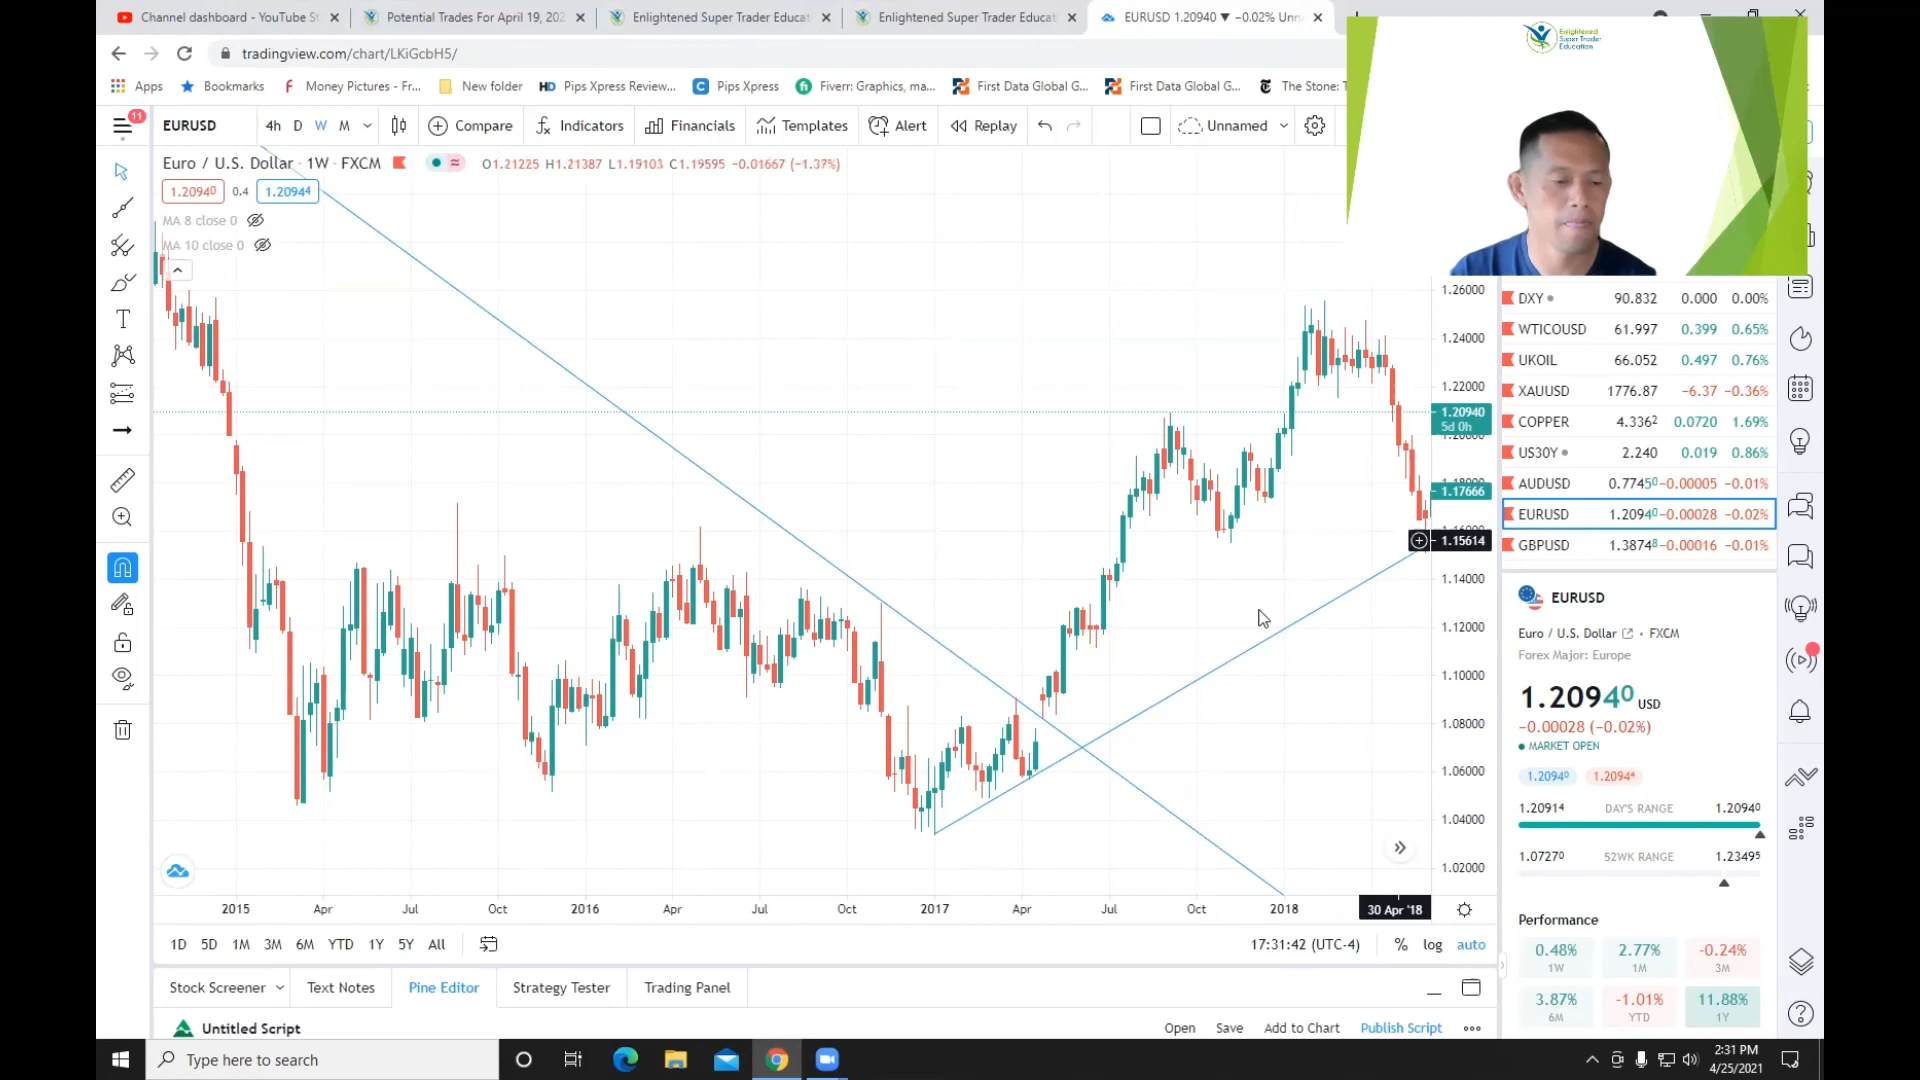 Channel dashboard - YouTube St
Potential Trades For April 19, 202
Enlightened Super Trader Educat
Enlightened Super Trader Educat
EURUSD 1.20940 ▼ −0.02% Unn
tradingview.com/chart/LKiGcbH5/
Apps
Bookmarks
Money Pictures - Fr...
New folder
Pips Xpress Review...
Pips Xpress
Fiverr: Graphics, ma...
First Data Global G...
First Data Global G...
The Stone:
Enlightened
Super Trader
Education
11
EURUSD
4h D W M
Compare
Indicators
Financials
Templates
Alert
Replay
Unnamed
Euro / U.S. Dollar · 1W · FXCM
O1.21225 H1.21387 L1.19103 C1.19595 −0.01667 (−1.37%)
1.20940 0.4 1.20944
MA 8 close 0
MA 10 close 0
1.26000
1.24000
1.22000
1.20940
5d 0h
1.20000
1.18000
1.17666
1.16000
1.15614
1.14000
1.12000
1.10000
1.08000
1.06000
1.04000
1.02000
2015 Apr Jul Oct 2016 Apr Jul Oct 2017 Apr Jul Oct 2018 30 Apr '18
1D 5D 1M 3M 6M YTD 1Y 5Y All
17:31:42 (UTC-4) % log auto
Stock Screener
Text Notes
Pine Editor
Strategy Tester
Trading Panel
Untitled Script
Open Save Add to Chart Publish Script
DXY 90.832 0.000 0.00%
WTICOUSD 61.997 0.399 0.65%
UKOIL 66.052 0.497 0.76%
XAUUSD 1776.87 −6.37 −0.36%
COPPER 4.3362 0.0720 1.69%
US30Y 2.240 0.019 0.86%
AUDUSD 0.77450 −0.00005 −0.01%
EURUSD 1.20940 −0.00028 −0.02%
GBPUSD 1.38748 −0.00016 −0.01%
EURUSD
Euro / U.S. Dollar · FXCM
Forex Major: Europe
1.20940 USD
−0.00028 (−0.02%)
MARKET OPEN
1.20940 1.20944
1.20914 DAY'S RANGE 1.20940
1.07270 52WK RANGE 1.23495
Performance
0.48% 2.77% -0.24%
1W 1M 3M
3.87% -1.01% 11.88%
6M YTD 1Y
Type here to search
2:31 PM
4/25/2021